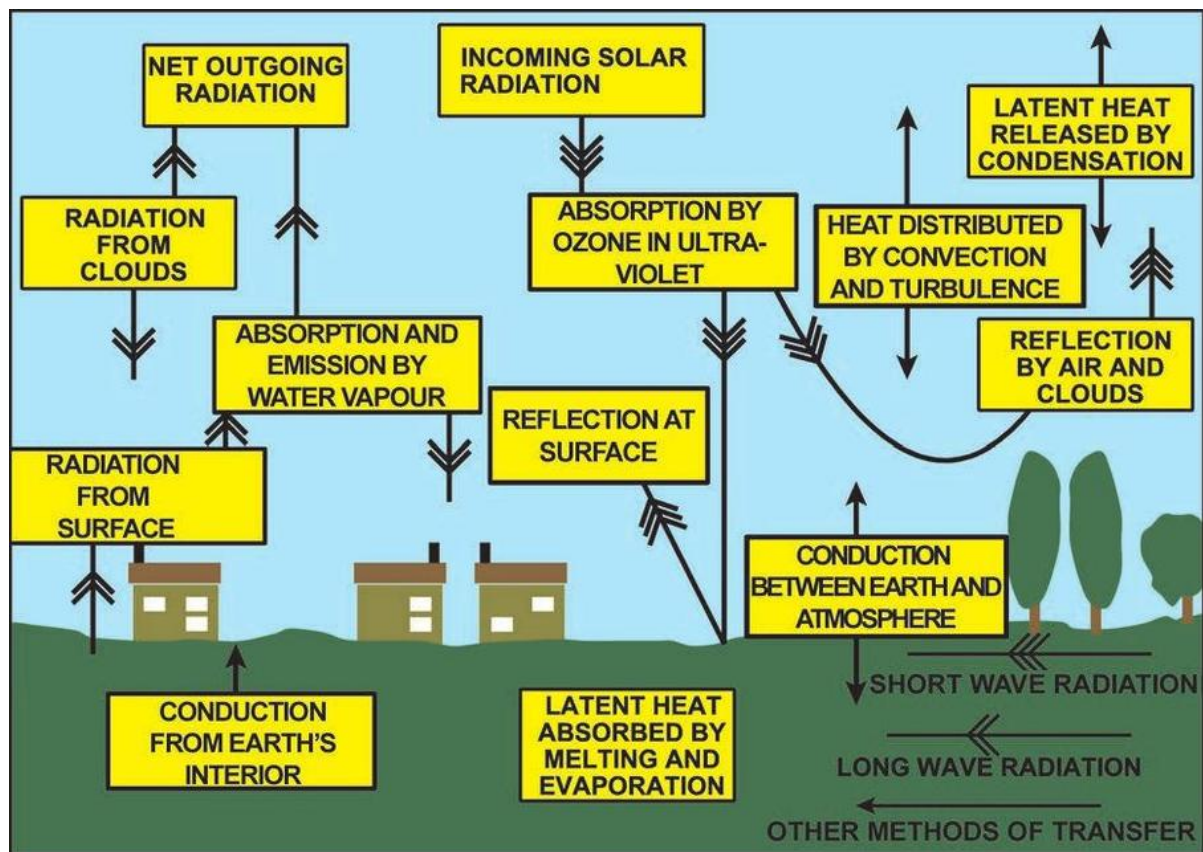 NET OUTGOING
RADIATION
INCOMING SOLAR
RADIATION
LATENT HEAT
RELEASED BY
CONDENSATION
RADIATION
FROM
CLOUDS
ABSORPTION BY
OZONE IN ULTRA-
VIOLET
HEAT DISTRIBUTED
BY CONVECTION
AND TURBULENCE
ABSORPTION AND
EMISSION BY
WATER VAPOUR
REFLECTION
BY AIR AND
CLOUDS
REFLECTION AT
SURFACE
RADIATION
FROM
SURFACE
CONDUCTION
BETWEEN EARTH AND
ATMOSPHERE
CONDUCTION
FROM EARTH'S
INTERIOR
LATENT HEAT
ABSORBED BY
MELTING AND
EVAPORATION
SHORT WAVE RADIATION
LONG WAVE RADIATION
OTHER METHODS OF TRANSFER